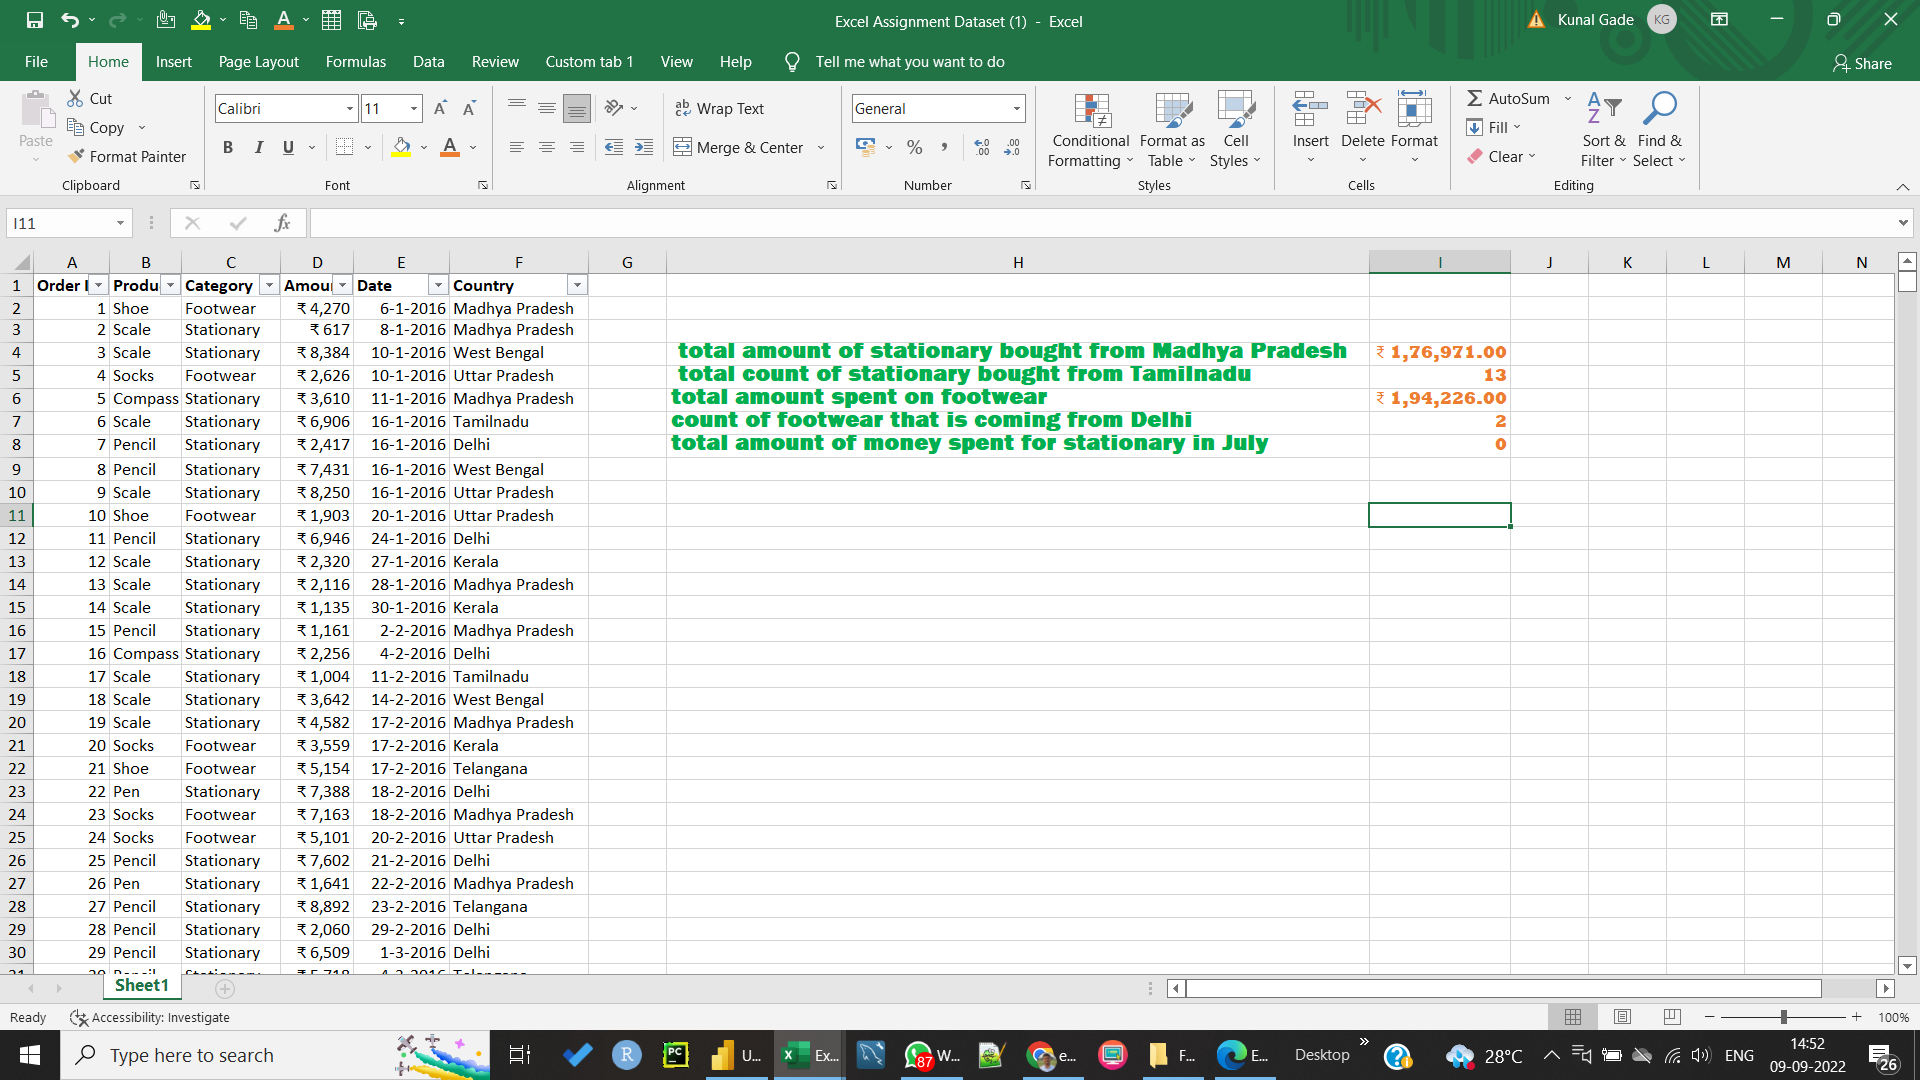 Excel Assignment Dataset (1) - Excel
Kunal Gade KG
File Home Insert Page Layout Formulas Data Review Custom tab 1 View Help Tell me what you want to do Share
Paste Cut
Copy
Format Painter
Clipboard
Calibri 11
B I U
Font
Wrap Text
Merge & Center
Alignment
General
% ,
Number
Conditional Formatting
Format as Table
Cell Styles
Styles
Insert Delete Format
Cells
AutoSum
Fill
Clear
Sort & Filter
Find & Select
Editing
I11 fx
A B C D E F G H I J K L M N
1 Order I Produ Category Amou Date Country
2 1 Shoe Footwear ₹ 4,270 6-1-2016 Madhya Pradesh
3 2 Scale Stationary ₹ 617 8-1-2016 Madhya Pradesh
4 3 Scale Stationary ₹ 8,384 10-1-2016 West Bengal total amount of stationary bought from Madhya Pradesh ₹ 1,76,971.00
5 4 Socks Footwear ₹ 2,626 10-1-2016 Uttar Pradesh total count of stationary bought from Tamilnadu 13
6 5 Compass Stationary ₹ 3,610 11-1-2016 Madhya Pradesh total amount spent on footwear ₹ 1,94,226.00
7 6 Scale Stationary ₹ 6,906 16-1-2016 Tamilnadu count of footwear that is coming from Delhi 2
8 7 Pencil Stationary ₹ 2,417 16-1-2016 Delhi total amount of money spent for stationary in July 0
9 8 Pencil Stationary ₹ 7,431 16-1-2016 West Bengal
10 9 Scale Stationary ₹ 8,250 16-1-2016 Uttar Pradesh
11 10 Shoe Footwear ₹ 1,903 20-1-2016 Uttar Pradesh
12 11 Pencil Stationary ₹ 6,946 24-1-2016 Delhi
13 12 Scale Stationary ₹ 2,320 27-1-2016 Kerala
14 13 Scale Stationary ₹ 2,116 28-1-2016 Madhya Pradesh
15 14 Scale Stationary ₹ 1,135 30-1-2016 Kerala
16 15 Pencil Stationary ₹ 1,161 2-2-2016 Madhya Pradesh
17 16 Compass Stationary ₹ 2,256 4-2-2016 Delhi
18 17 Scale Stationary ₹ 1,004 11-2-2016 Tamilnadu
19 18 Scale Stationary ₹ 3,642 14-2-2016 West Bengal
20 19 Scale Stationary ₹ 4,582 17-2-2016 Madhya Pradesh
21 20 Socks Footwear ₹ 3,559 17-2-2016 Kerala
22 21 Shoe Footwear ₹ 5,154 17-2-2016 Telangana
23 22 Pen Stationary ₹ 7,388 18-2-2016 Delhi
24 23 Socks Footwear ₹ 7,163 18-2-2016 Madhya Pradesh
25 24 Socks Footwear ₹ 5,101 20-2-2016 Uttar Pradesh
26 25 Pencil Stationary ₹ 7,602 21-2-2016 Delhi
27 26 Pen Stationary ₹ 1,641 22-2-2016 Madhya Pradesh
28 27 Pencil Stationary ₹ 8,892 23-2-2016 Telangana
29 28 Pencil Stationary ₹ 2,060 29-2-2016 Delhi
30 29 Pencil Stationary ₹ 6,509 1-3-2016 Delhi
Sheet1
Ready Accessibility: Investigate 100%
Type here to search R PC U... Ex... 87 W... e... F... E... Desktop 28°C ENG 14:52
09-09-2022 26